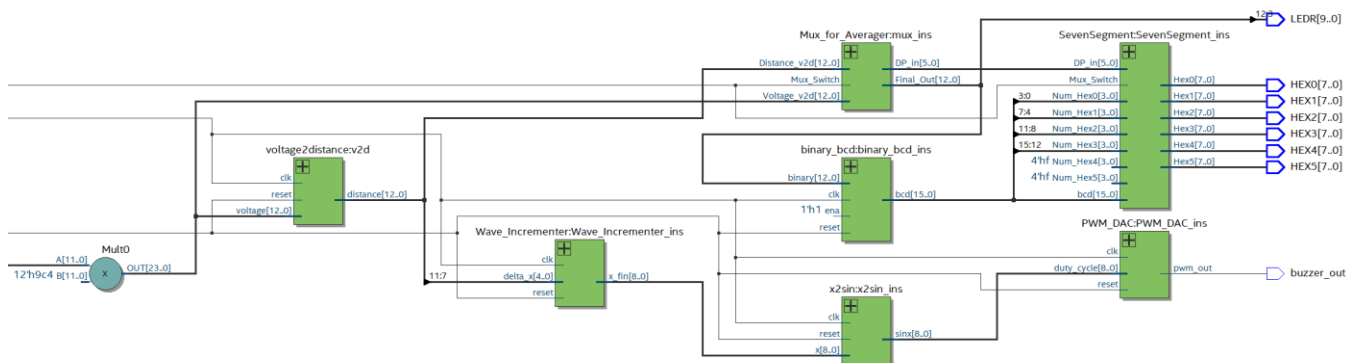 12:3
LEDR[9..0]
Mux_for_Averager:mux_ins
SevenSegment:SevenSegment_ins
Distance_v2d[12..0]
DP_in[5..0]
DP_in[5..0]
Mux_Switch
Final_Out[12..0]
Mux_Switch
Hex0[7..0]
HEX0[7..0]
Voltage_v2d[12..0]
3:0
Num_Hex0[3..0]
Hex1[7..0]
HEX1[7..0]
7:4
Num_Hex1[3..0]
Hex2[7..0]
HEX2[7..0]
11:8
Num_Hex2[3..0]
Hex3[7..0]
HEX3[7..0]
voltage2distance:v2d
binary_bcd:binary_bcd_ins
15:12
Num_Hex3[3..0]
Hex4[7..0]
HEX4[7..0]
4'hf
Num_Hex4[3..0]
Hex5[7..0]
HEX5[7..0]
clk
binary[12..0]
4'hf
Num_Hex5[3..0]
reset
distance[12..0]
clk
bcd[15..0]
bcd[15..0]
voltage[12..0]
1'h1
ena
reset
Wave_Incrementer:Wave_Incrementer_ins
PWM_DAC:PWM_DAC_ins
Mult0
clk
clk
A[11..0]
OUT[23..0]
11:7
delta_x[4..0]
x_fin[8..0]
duty_cycle[8..0]
pwm_out
buzzer_out
12'h9c4
B[11..0]
reset
x2sin:x2sin_ins
reset
clk
reset
sinx[8..0]
x[8..0]